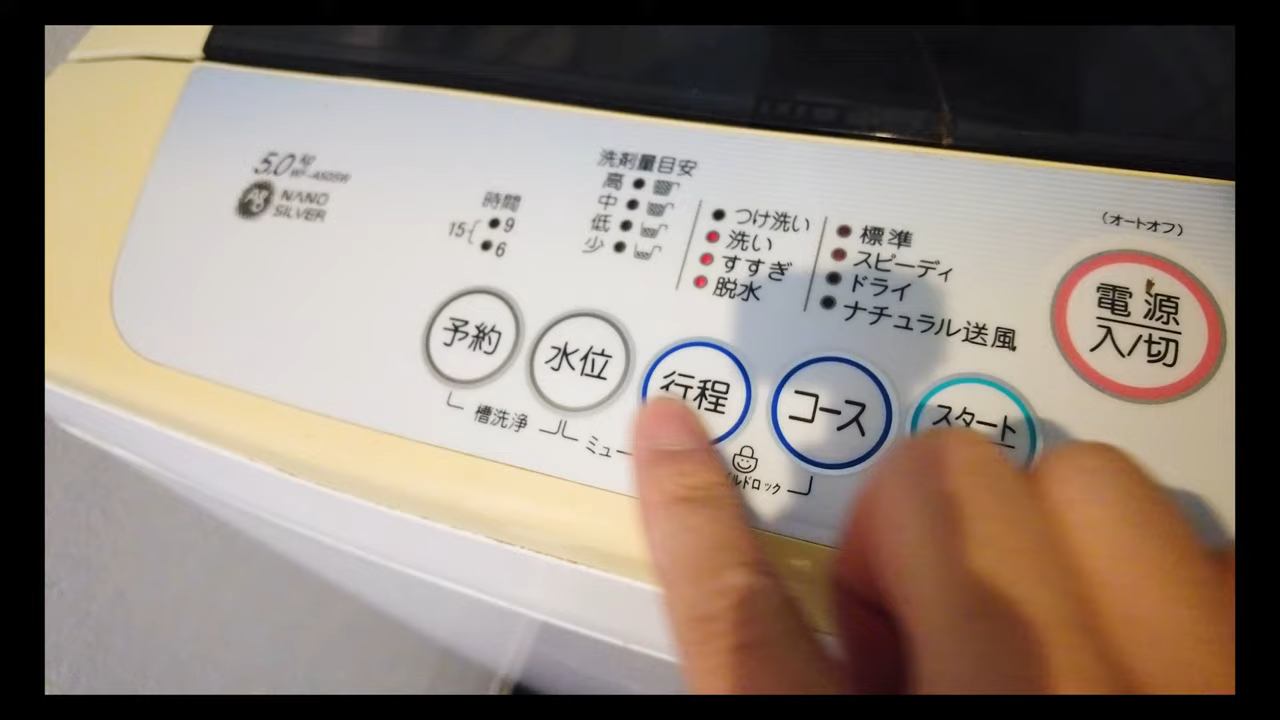 5.0kg
NANO
SILVER
時間
15{
9
6
洗剤量目安
高
中
低
少
つけ洗い
洗い
すすぎ
脱水
標準
スピーディ
ドライ
ナチュラル送風
(オートオフ)
電源
入/切
予約
水位
行程
コース
スタート
槽洗浄
ミュー
ルドロック